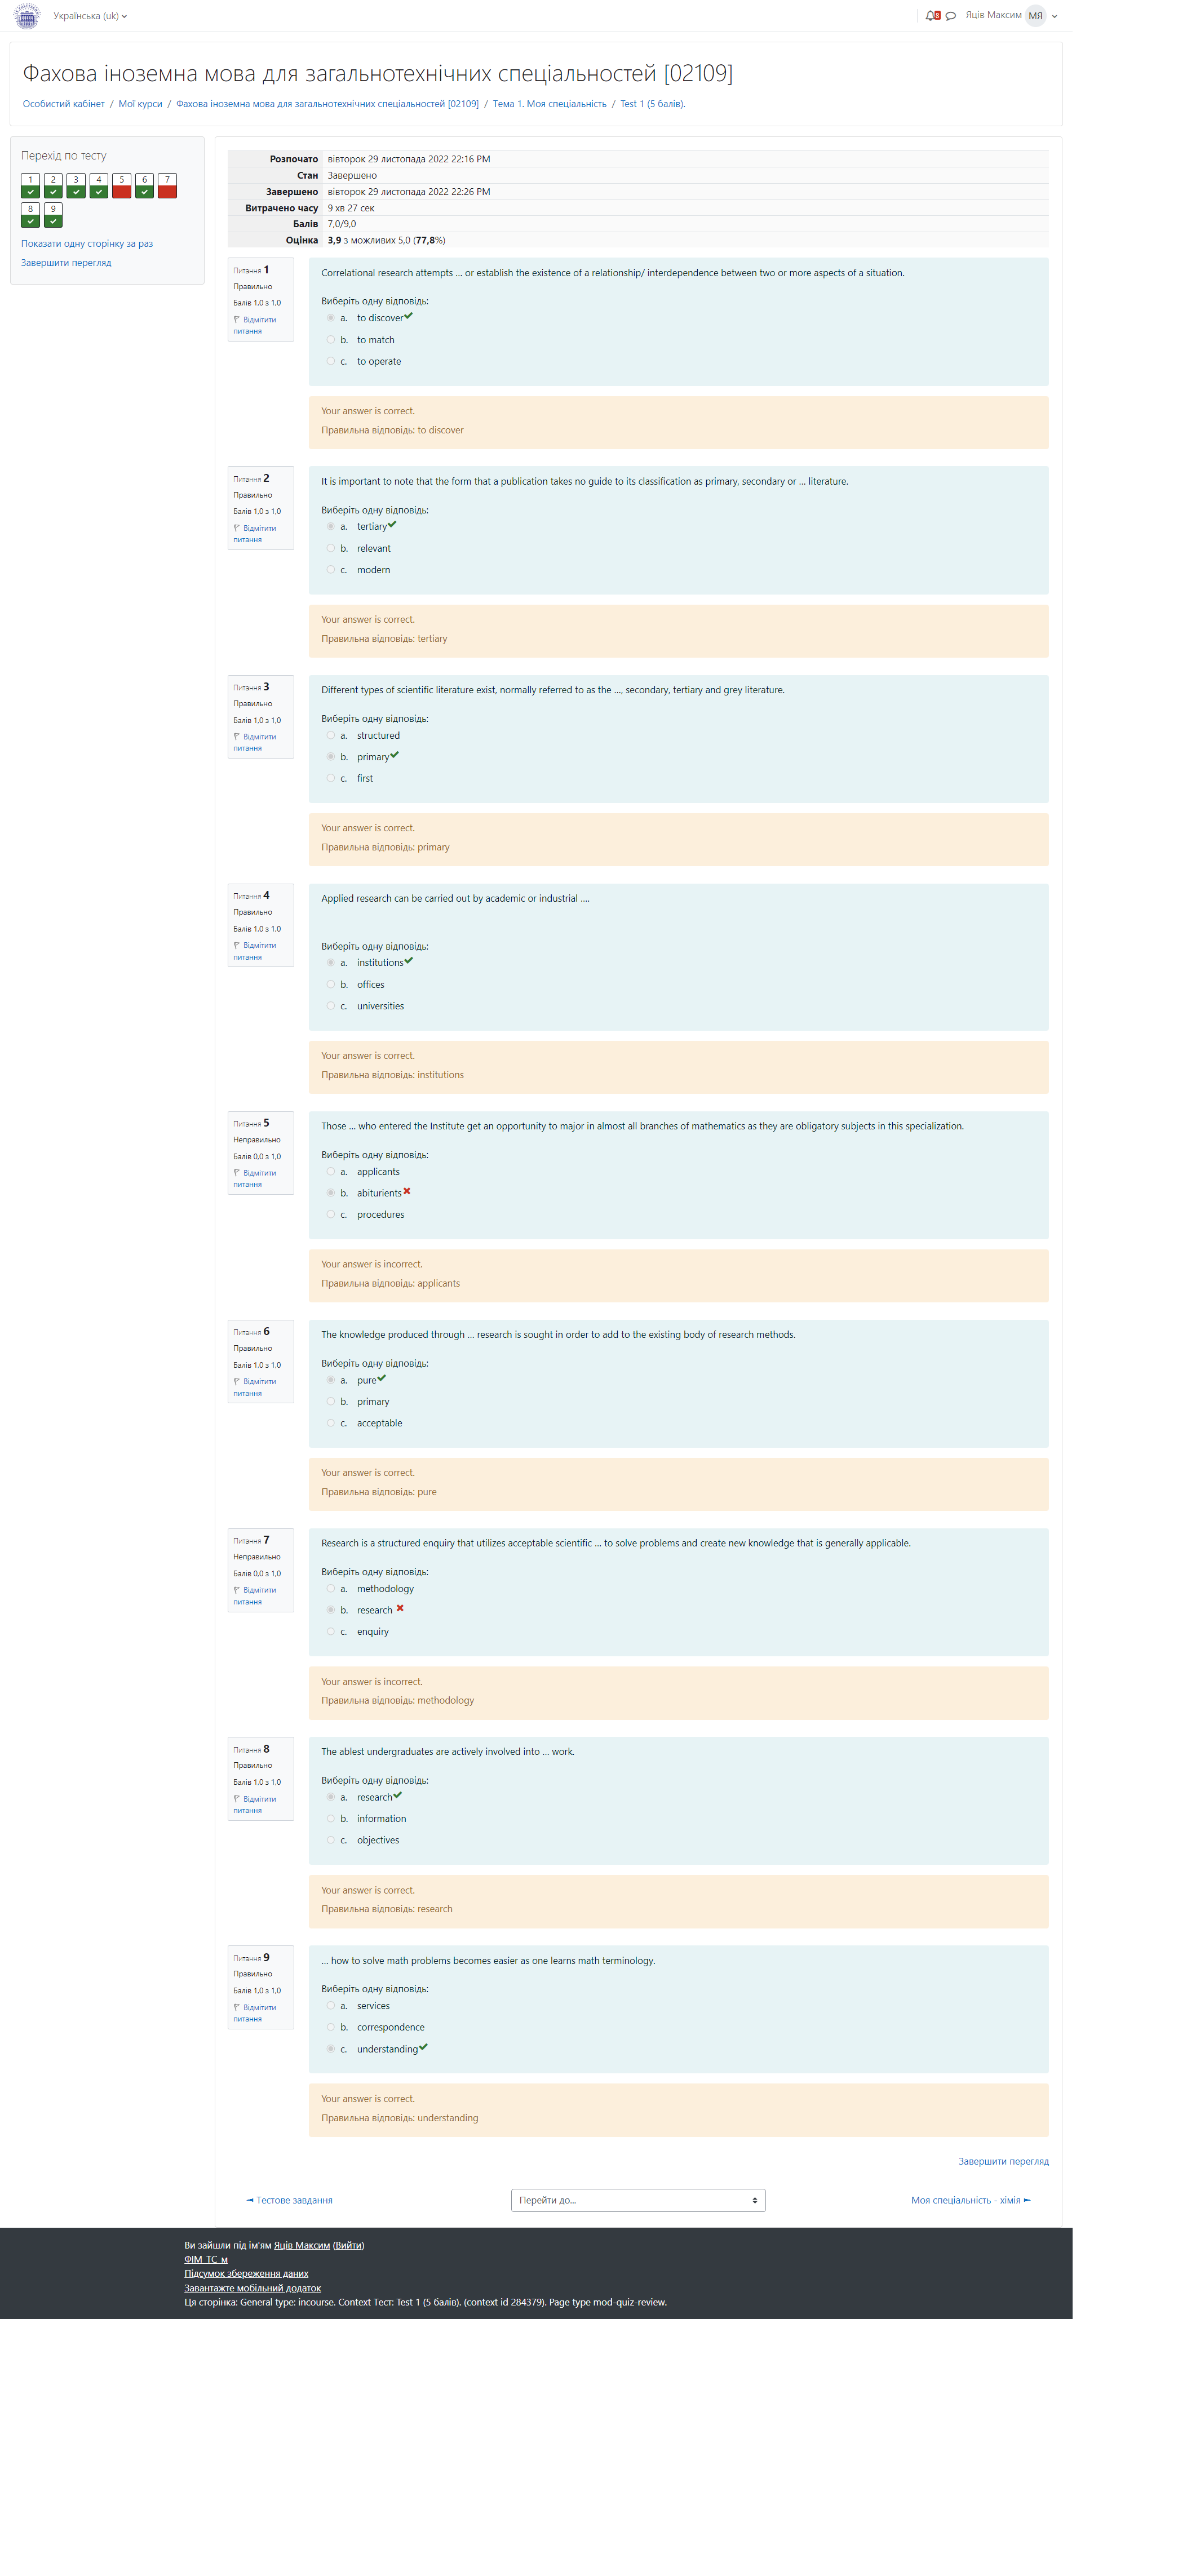 Українська (uk)
8
Яців Максим
МЯ
Фахова іноземна мова для загальнотехнічних спеціальностей [02109]
Особистий кабінет / Мої курси / Фахова іноземна мова для загальнотехнічних спеціальностей [02109] / Тема 1. Моя спеціальність / Test 1 (5 балів).
Перехід по тесту
1 2 3 4 5 6 7
8 9
Показати одну сторінку за раз
Завершити перегляд
Розпочато вівторок 29 листопада 2022 22:16 PM
Стан Завершено
Завершено вівторок 29 листопада 2022 22:26 PM
Витрачено часу 9 хв 27 сек
Балів 7,0/9,0
Оцінка 3,9 з можливих 5,0 (77,8%)
Питання 1
Правильно
Балів 1,0 з 1,0
Відмітити
питання
Correlational research attempts ... or establish the existence of a relationship/ interdependence between two or more aspects of a situation.
Виберіть одну відповідь:
a. to discover
b. to match
c. to operate
Your answer is correct.
Правильна відповідь: to discover
Питання 2
Правильно
Балів 1,0 з 1,0
Відмітити
питання
It is important to note that the form that a publication takes no guide to its classification as primary, secondary or ... literature.
Виберіть одну відповідь:
a. tertiary
b. relevant
c. modern
Your answer is correct.
Правильна відповідь: tertiary
Питання 3
Правильно
Балів 1,0 з 1,0
Відмітити
питання
Different types of scientific literature exist, normally referred to as the ..., secondary, tertiary and grey literature.
Виберіть одну відповідь:
a. structured
b. primary
c. first
Your answer is correct.
Правильна відповідь: primary
Питання 4
Правильно
Балів 1,0 з 1,0
Відмітити
питання
Applied research can be carried out by academic or industrial ....
Виберіть одну відповідь:
a. institutions
b. offices
c. universities
Your answer is correct.
Правильна відповідь: institutions
Питання 5
Неправильно
Балів 0,0 з 1,0
Відмітити
питання
Those ... who entered the Institute get an opportunity to major in almost all branches of mathematics as they are obligatory subjects in this specialization.
Виберіть одну відповідь:
a. applicants
b. abiturients
c. procedures
Your answer is incorrect.
Правильна відповідь: applicants
Питання 6
Правильно
Балів 1,0 з 1,0
Відмітити
питання
The knowledge produced through ... research is sought in order to add to the existing body of research methods.
Виберіть одну відповідь:
a. pure
b. primary
c. acceptable
Your answer is correct.
Правильна відповідь: pure
Питання 7
Неправильно
Балів 0,0 з 1,0
Відмітити
питання
Research is a structured enquiry that utilizes acceptable scientific ... to solve problems and create new knowledge that is generally applicable.
Виберіть одну відповідь:
a. methodology
b. research
c. enquiry
Your answer is incorrect.
Правильна відповідь: methodology
Питання 8
Правильно
Балів 1,0 з 1,0
Відмітити
питання
The ablest undergraduates are actively involved into ... work.
Виберіть одну відповідь:
a. research
b. information
c. objectives
Your answer is correct.
Правильна відповідь: research
Питання 9
Правильно
Балів 1,0 з 1,0
Відмітити
питання
... how to solve math problems becomes easier as one learns math terminology.
Виберіть одну відповідь:
a. services
b. correspondence
c. understanding
Your answer is correct.
Правильна відповідь: understanding
Завершити перегляд
◄ Тестове завдання
Перейти до...
Моя спеціальність - хімія ►
Ви зайшли під ім'ям Яців Максим (Вийти)
ФІМ_ТС_м
Підсумок збереження даних
Завантажте мобільний додаток
Ця сторінка: General type: incourse. Context Тест: Test 1 (5 балів). (context id 284379). Page type mod-quiz-review.